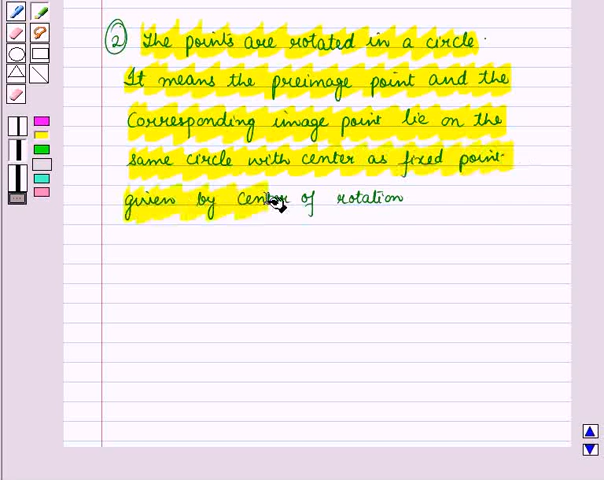 ② The points are rotated in a circle.
It means the preimage point and the
corresponding image point lie on the
same circle with center as fixed point
given by center of rotation